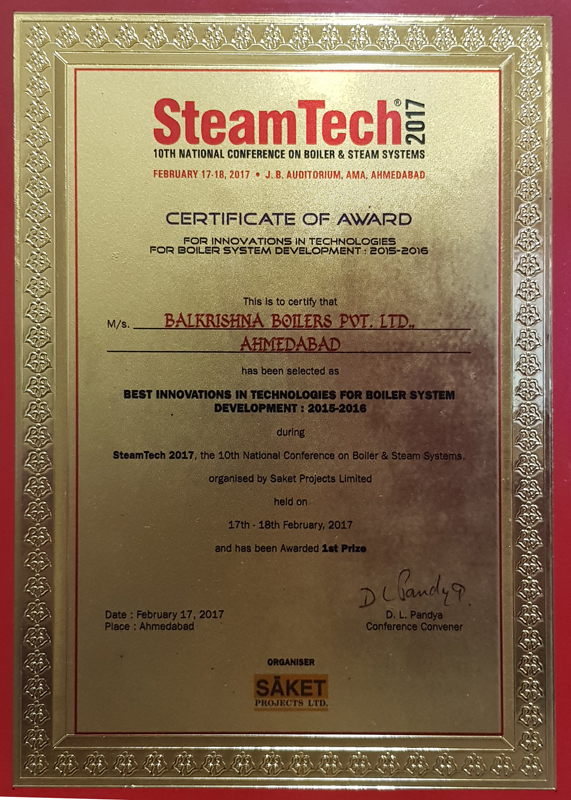 SteamTech® 2017
10TH NATIONAL CONFERENCE ON BOILER & STEAM SYSTEMS
FEBRUARY 17-18, 2017 • J. B. AUDITORIUM, AMA, AHMEDABAD
CERTIFICATE OF AWARD
FOR INNOVATIONS IN TECHNOLOGIES
FOR BOILER SYSTEM DEVELOPMENT : 2015-2016
This is to certify that
M/s. BALKRISHNA BOILERS PVT. LTD.,
AHMEDABAD
has been selected as
BEST INNOVATIONS IN TECHNOLOGIES FOR BOILER SYSTEM
DEVELOPMENT : 2015-2016
during
SteamTech 2017, the 10th National Conference on Boiler & Steam Systems,
organised by Saket Projects Limited
held on
17th - 18th February, 2017
and has been Awarded 1st Prize
D L Pandya
Date : February 17, 2017
Place : Ahmedabad
D. L. Pandya
Conference Convener
ORGANISER
SĀKET
PROJECTS LTD.